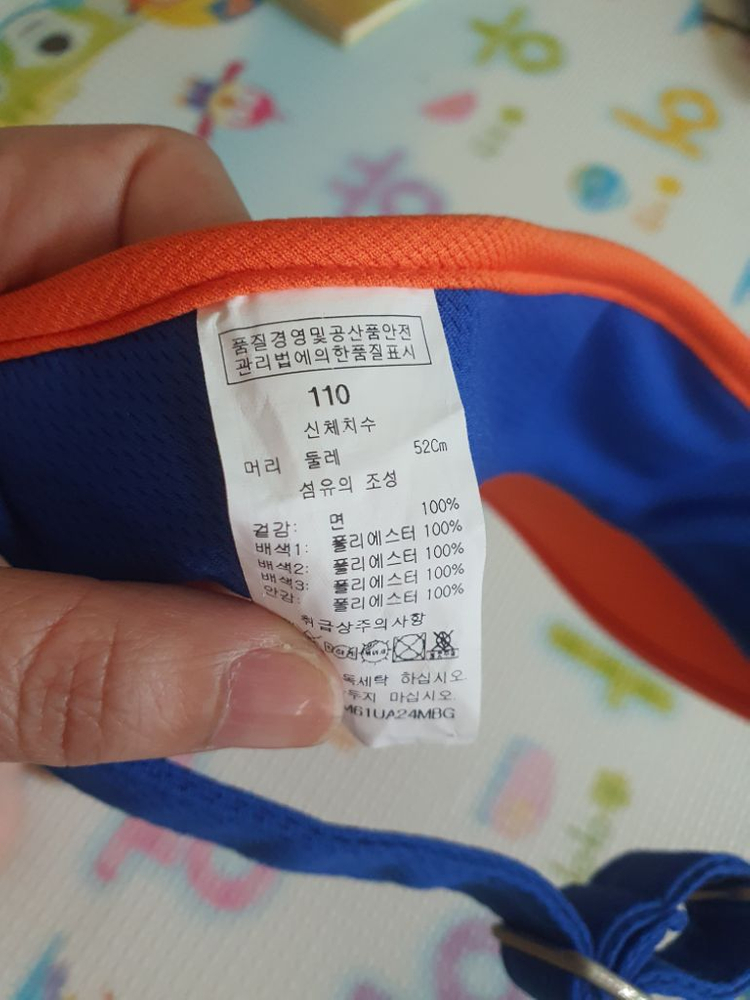 품질경영및공산품안전
관리법에의한품질표시
110
신체치수
머리 둘레 52Cm
섬유의 조성
겉감: 면 100%
배색1: 폴리에스터 100%
배색2: 폴리에스터 100%
배색3: 폴리에스터 100%
안감: 폴리에스터 100%
취급상주의사항
독세탁 하십시오.
두지 마십시오.
M61UA24MBG